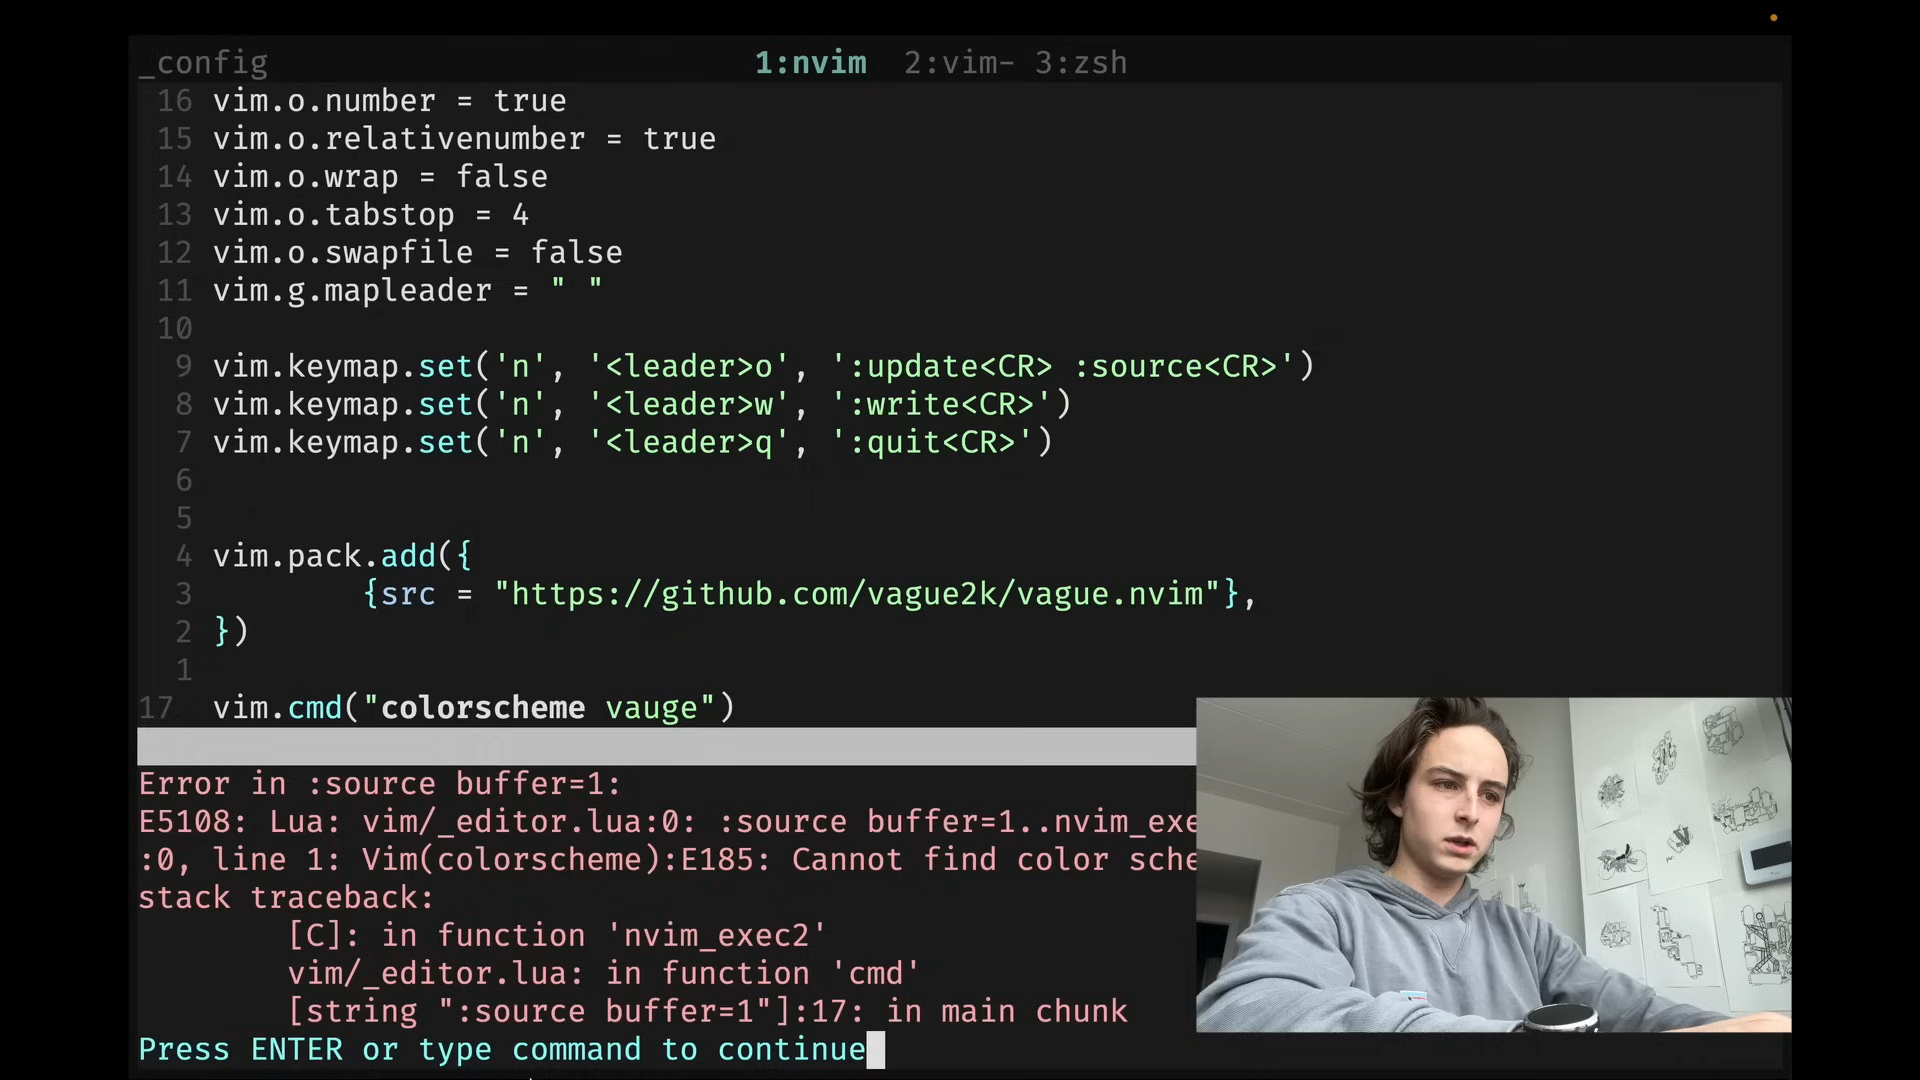 _config 1:nvim 2:vim- 3:zsh
16 vim.o.number = true
15 vim.o.relativenumber = true
14 vim.o.wrap = false
13 vim.o.tabstop = 4
12 vim.o.swapfile = false
11 vim.g.mapleader = " "
10
9 vim.keymap.set('n', '<leader>o', ':update<CR> :source<CR>')
8 vim.keymap.set('n', '<leader>w', ':write<CR>')
7 vim.keymap.set('n', '<leader>q', ':quit<CR>')
6
5
4 vim.pack.add({
3 {src = "https://github.com/vague2k/vague.nvim"},
2 })
1
17 vim.cmd("colorscheme vauge")
Error in :source buffer=1:
E5108: Lua: vim/_editor.lua:0: :source buffer=1..nvim_exe
:0, line 1: Vim(colorscheme):E185: Cannot find color sche
stack traceback:
[C]: in function 'nvim_exec2'
vim/_editor.lua: in function 'cmd'
[string ":source buffer=1"]:17: in main chunk
Press ENTER or type command to continue